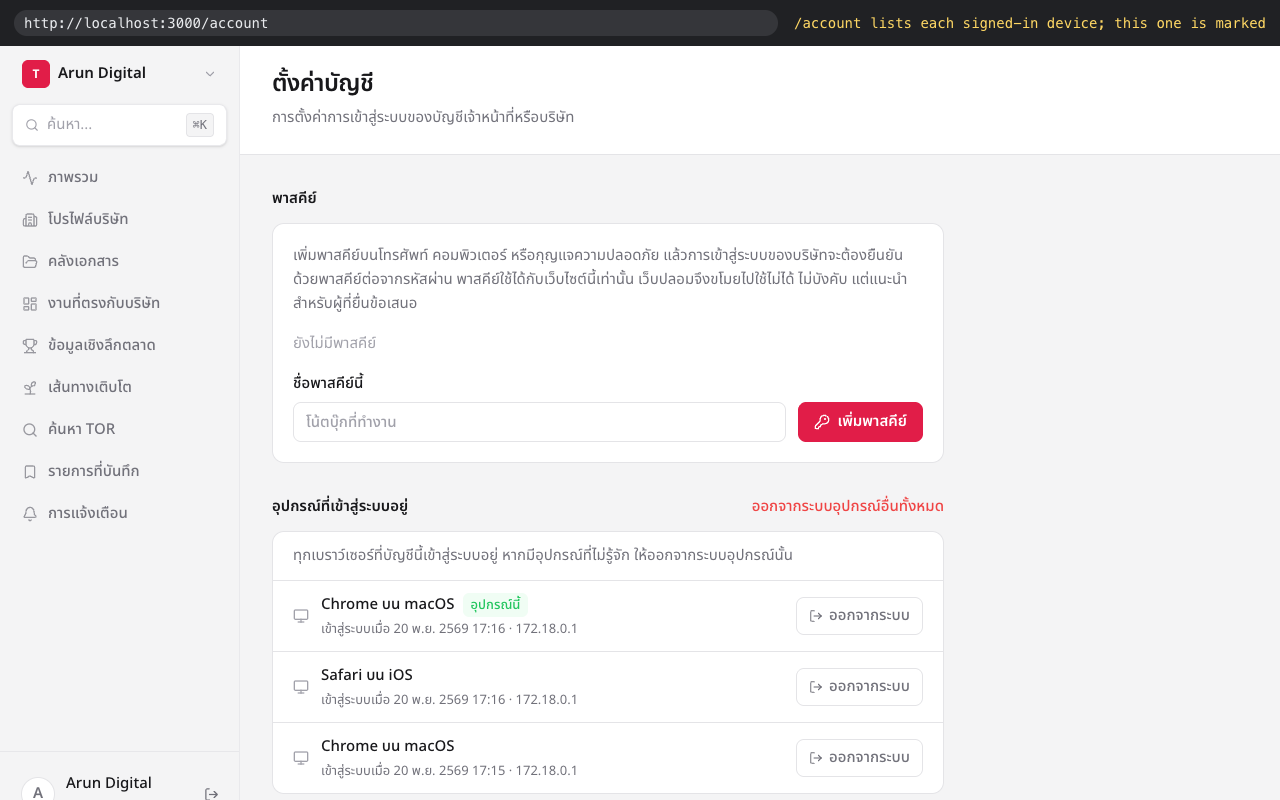 http://localhost:3000/account
/account lists each signed-in device; this one is marked
T Arun Digital
ค้นหา... ⌘K
ภาพรวม
โปรไฟล์บริษัท
คลังเอกสาร
งานที่ตรงกับบริษัท
ข้อมูลเชิงลึกตลาด
เส้นทางเติบโต
ค้นหา TOR
รายการที่บันทึก
การแจ้งเตือน
A Arun Digital
ตั้งค่าบัญชี
การตั้งค่าการเข้าสู่ระบบของบัญชีเจ้าหน้าที่หรือบริษัท
พาสคีย์
เพิ่มพาสคีย์บนโทรศัพท์ คอมพิวเตอร์ หรือกุญแจความปลอดภัย แล้วการเข้าสู่ระบบของบริษัทจะต้องยืนยัน
ด้วยพาสคีย์ต่อจากรหัสผ่าน พาสคีย์ใช้ได้กับเว็บไซต์นี้เท่านั้น เว็บปลอมจึงขโมยไปใช้ไม่ได้ ไม่บังคับ แต่แนะนำ
สำหรับผู้ที่ยื่นข้อเสนอ
ยังไม่มีพาสคีย์
ชื่อพาสคีย์นี้
โน้ตบุ๊กที่ทำงาน
เพิ่มพาสคีย์
อุปกรณ์ที่เข้าสู่ระบบอยู่
ออกจากระบบอุปกรณ์อื่นทั้งหมด
ทุกเบราว์เซอร์ที่บัญชีนี้เข้าสู่ระบบอยู่ หากมีอุปกรณ์ที่ไม่รู้จัก ให้ออกจากระบบอุปกรณ์นั้น
Chrome บน macOS อุปกรณ์นี้
เข้าสู่ระบบเมื่อ 20 พ.ย. 2569 17:16 · 172.18.0.1
ออกจากระบบ
Safari บน iOS
เข้าสู่ระบบเมื่อ 20 พ.ย. 2569 17:16 · 172.18.0.1
ออกจากระบบ
Chrome บน macOS
เข้าสู่ระบบเมื่อ 20 พ.ย. 2569 17:15 · 172.18.0.1
ออกจากระบบ